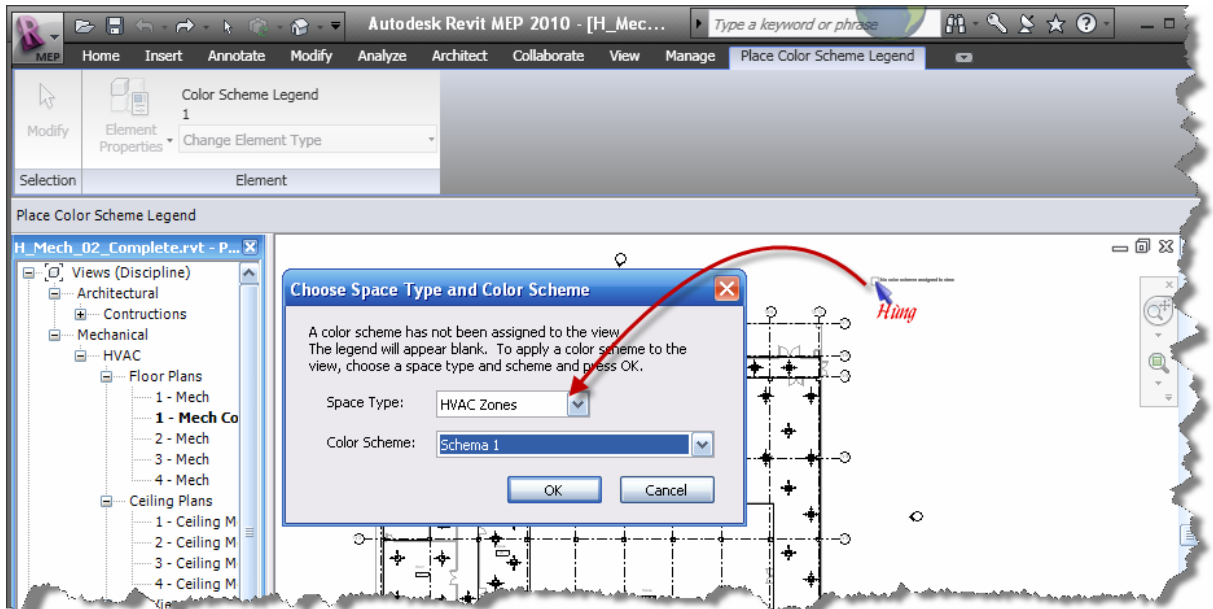 Autodesk Revit MEP 2010 - [H_Mec...
Type a keyword or phrase
MEP
Home Insert Annotate Modify Analyze Architect Collaborate View Manage Place Color Scheme Legend
Modify
Element Properties
Color Scheme Legend
1
Change Element Type
Selection
Element
Place Color Scheme Legend
H_Mech_02_Complete.rvt - P...
Views (Discipline)
Architectural
Contructions
Mechanical
HVAC
Floor Plans
1 - Mech
1 - Mech Co
2 - Mech
3 - Mech
4 - Mech
Ceiling Plans
1 - Ceiling M
2 - Ceiling M
3 - Ceiling M
4 - Ceiling M
Choose Space Type and Color Scheme
A color scheme has not been assigned to the view.
The legend will appear blank. To apply a color scheme to the
view, choose a space type and scheme and press OK.
Space Type: HVAC Zones
Color Scheme: Schema 1
OK Cancel
No color scheme assigned to view
Hùng